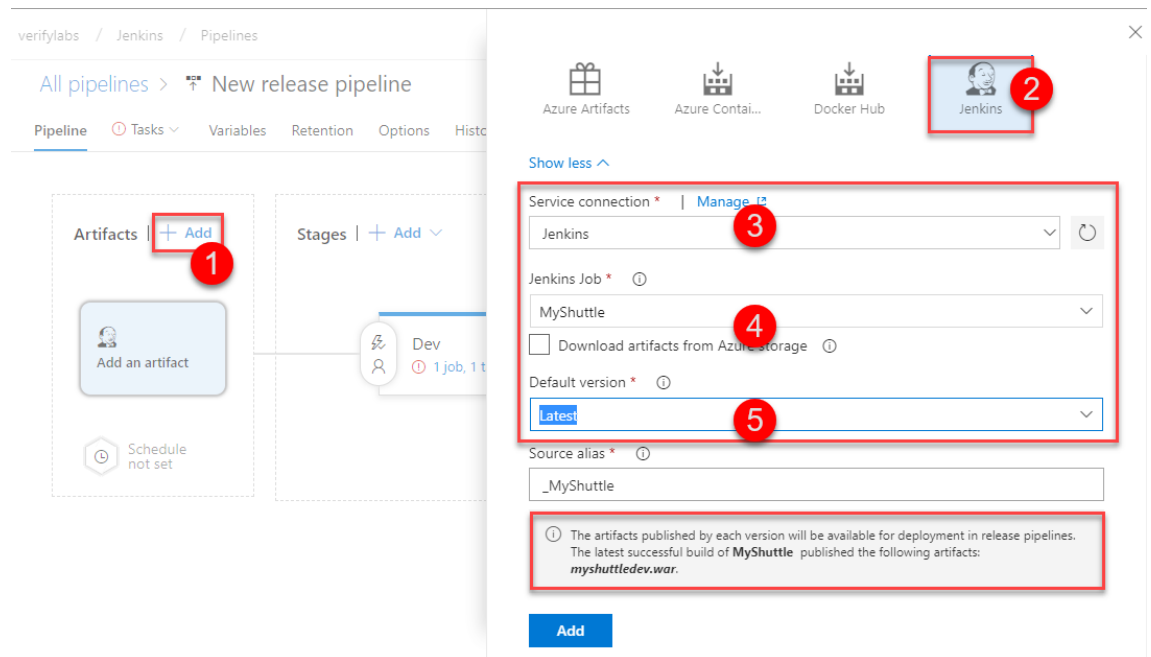 verifylabs / Jenkins / Pipelines
All pipelines > New release pipeline
Pipeline Tasks Variables Retention Options Histo
Artifacts | + Add
1
Stages | + Add
Add an artifact
Schedule
not set
Dev
1 job, 1 t
Azure Artifacts
Azure Contai...
Docker Hub
Jenkins
2
Show less
Service connection * | Manage
3
Jenkins
Jenkins Job *
MyShuttle
4
Download artifacts from Azure storage
Default version *
Latest
5
Source alias *
_MyShuttle
The artifacts published by each version will be available for deployment in release pipelines.
The latest successful build of MyShuttle published the following artifacts:
myshuttledev.war.
Add